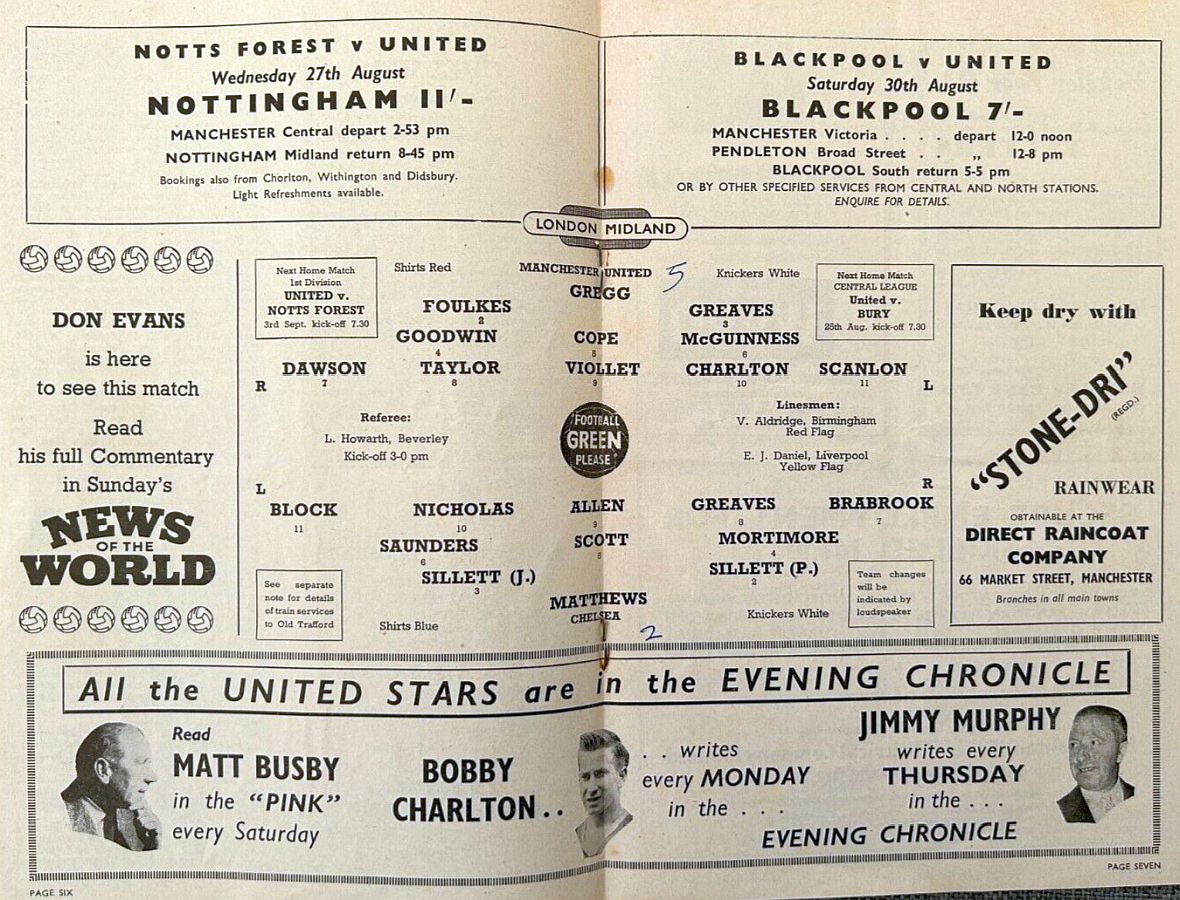 NOTTS FOREST v UNITED
Wednesday 27th August
NOTTINGHAM 11/-
MANCHESTER Central depart 2-53 pm
NOTTINGHAM Midland return 8-45 pm
Bookings also from Chorlton, Withington and Didsbury.
Light Refreshments available.
BLACKPOOL v UNITED
Saturday 30th August
BLACKPOOL 7/-
MANCHESTER Victoria . . . . depart 12-0 noon
PENDLETON Broad Street . . „ 12-8 pm
BLACKPOOL South return 5-5 pm
OR BY OTHER SPECIFIED SERVICES FROM CENTRAL AND NORTH STATIONS.
ENQUIRE FOR DETAILS.
LONDON MIDLAND
DON EVANS
is here
to see this match
Read
his full Commentary
in Sunday's
NEWS
OF THE
WORLD
Next Home Match
1st Division
UNITED v.
NOTTS FOREST
3rd Sept. kick-off 7.30
Shirts Red
MANCHESTER UNITED
5
Knickers White
Next Home Match
CENTRAL LEAGUE
United v.
BURY
28th Aug. kick-off 7.30
GREGG
FOULKES
2
GREAVES
3
GOODWIN
4
COPE
5
McGUINNESS
6
R
DAWSON
7
TAYLOR
8
VIOLLET
9
CHARLTON
10
SCANLON
11
L
Referee:
L. Howarth, Beverley
Kick-off 3-0 pm
FOOTBALL
GREEN
PLEASE
Linesmen:
V. Aldridge, Birmingham
Red Flag
E. J. Daniel, Liverpool
Yellow Flag
L
BLOCK
11
NICHOLAS
10
ALLEN
9
GREAVES
8
BRABROOK
7
R
SAUNDERS
6
SCOTT
5
MORTIMORE
4
SILLETT (J.)
3
SILLETT (P.)
2
MATTHEWS
CHELSEA
2
See separate
note for details
of train services
to Old Trafford
Shirts Blue
Knickers White
Team changes
will be
indicated by
loudspeaker
Keep dry with
"STONE-DRI"
(REGD.)
RAINWEAR
OBTAINABLE AT THE
DIRECT RAINCOAT
COMPANY
66 MARKET STREET, MANCHESTER
Branches in all main towns
All the UNITED STARS are in the EVENING CHRONICLE
Read
MATT BUSBY
in the "PINK"
every Saturday
BOBBY
CHARLTON . .
. . writes
every MONDAY
in the . . .
JIMMY MURPHY
writes every
THURSDAY
in the . . .
EVENING CHRONICLE
PAGE SIX
PAGE SEVEN